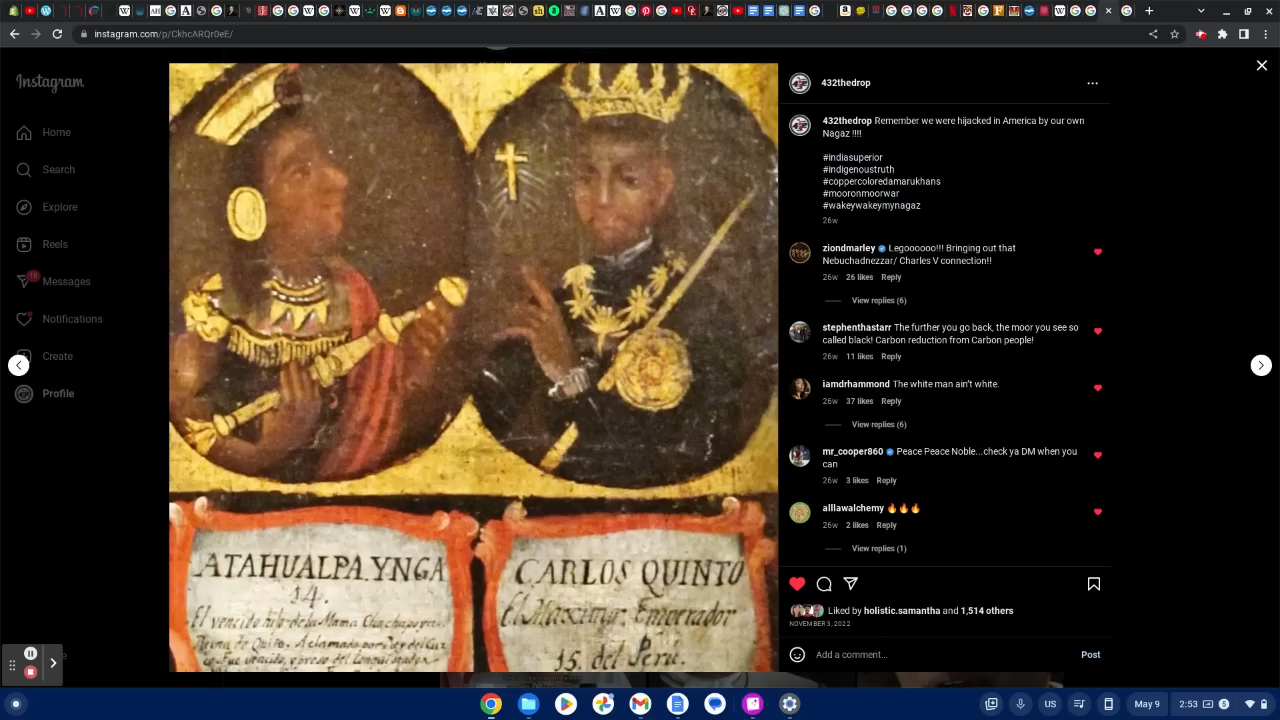 instagram.com/p/CkhcARQr0eE/
Instagram
Home
Search
Explore
Reels
18
Messages
Notifications
Create
Profile
432thedrop
432thedrop Remember we were hijacked in America by our own
Nagaz !!!!
#indiasuperior
#indigenoustruth
#coppercoloredamarukhans
#mooronmoorwar
#wakeywakeymynagaz
26w
ziondmarley Legoooooo!!! Bringing out that
Nebuchadnezzar/ Charles V connection!!
26w 26 likes Reply
View replies (6)
stephenthastarr The further you go back, the moor you see so
called black! Carbon reduction from Carbon people!
26w 11 likes Reply
iamdrhammond The white man ain't white.
26w 37 likes Reply
View replies (6)
mr_cooper860 Peace Peace Noble...check ya DM when you
can
26w 3 likes Reply
alllawalchemy 🔥🔥🔥
26w 2 likes Reply
View replies (1)
Liked by holistic.samantha and 1,514 others
NOVEMBER 3, 2022
Add a comment...
Post
ATAHUALPA.YNGA
14.
CARLOS QUINTO
Emperador
15. del Peru.
US
May 9
2:53